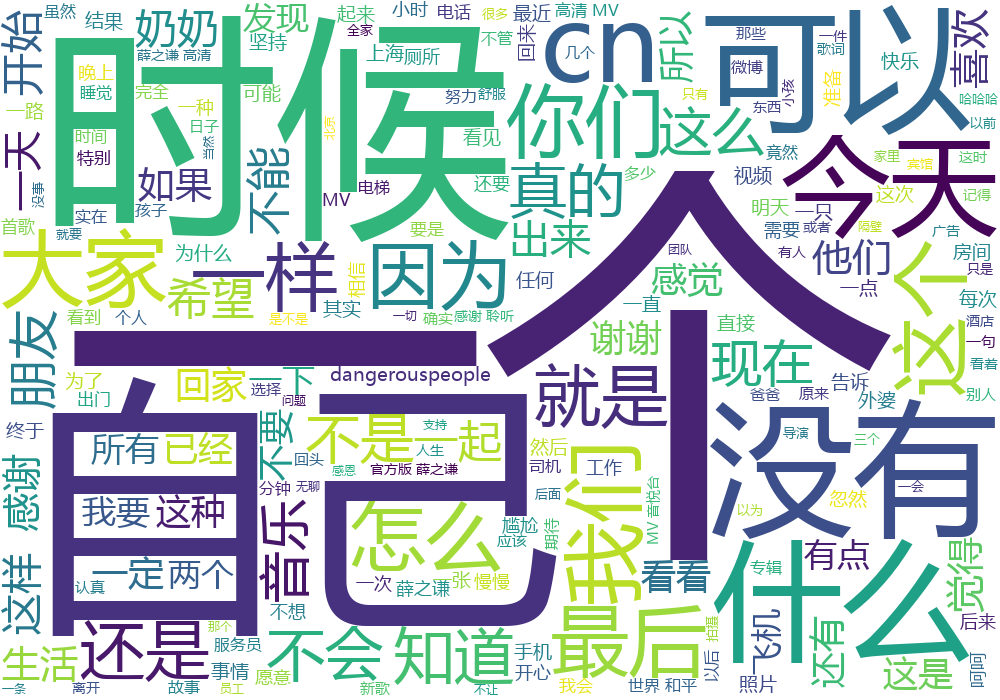 虽然
结果
奶奶
发现
小时
电话
很多
高清 MV
起来
最近
全家
坚持
时候
开始
cn
可以
那些
一件
歌词
喜欢
薛之谦 高清
上海
厕所
不管
回长
几个
所以
微博
准备
快乐
晚上
睡觉
完全
一种
可能
努力
舒服
你们
这么
只有
东西
小孩
哈哈哈
以前
一路
一天
时间
日子
特别
当然
北京
看见
真的
竟然
今天
家里
宾馆
这时
没事
如果
不能
电梯
MV
还要
多少
视频
这次
记得
实在
孩子
首歌
就要
要是
出来
明天
一只
需要
或者
隔壁
广告
大家
为什么
一样
因为
团队
有人
他们
房间
只是
希望
相信
任何
感觉
一点
这个
每次
看到
个人
是不是
其实
一切
确实
感谢 聆听
一直
直接
酒店
一句
朋友
一个
谢谢
现在
看着
为了
回家
一下
选择
dangerouspeople
就是
告诉
爸爸
原来
别人
出门
问题
外婆
终于
所有
已经
不要
不是
支持
一起
人生
然后
没有
导演
三个
自己
回头
感恩
官方版 薛之谦
司机
工作
感谢
我要
这种
分钟
无聊
音乐
怎么
尴尬
应该
后面
期待
我们
MV 音悦台
以为
忽然
一会
这样
认真
一定
两个
不想
一次
薛之谦
张
慢慢
看看
什么
专辑
有点
觉得
后来
生活
还是
那个
服务员
不会
知道
手机
最后
拍摄
以后
飞机
还有
这是
呵呵
一条
离开
故事
事情
员工
愿意
新歌
不让
开心
我会
世界 和平
照片